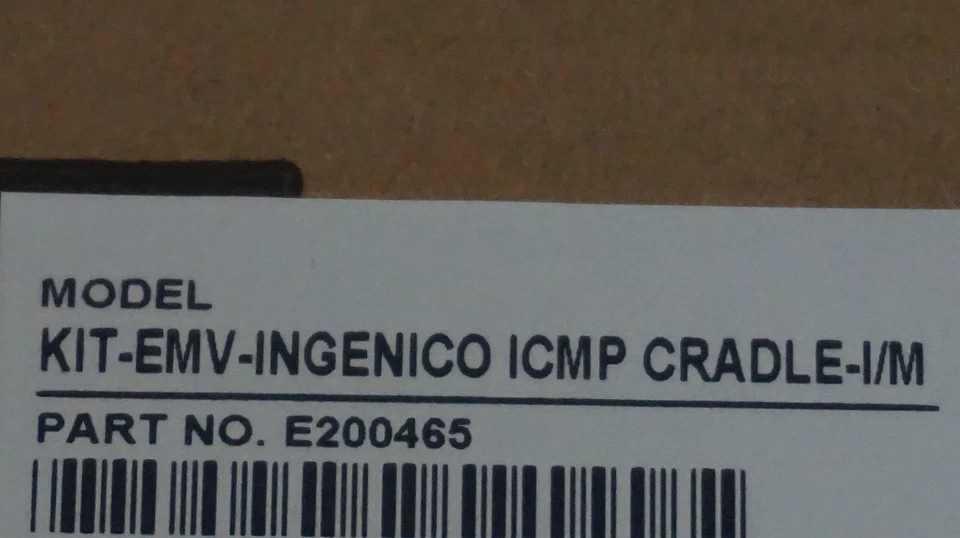 MODEL
KIT-EMV-INGENICO ICMP CRADLE-I/M
PART NO. E200465